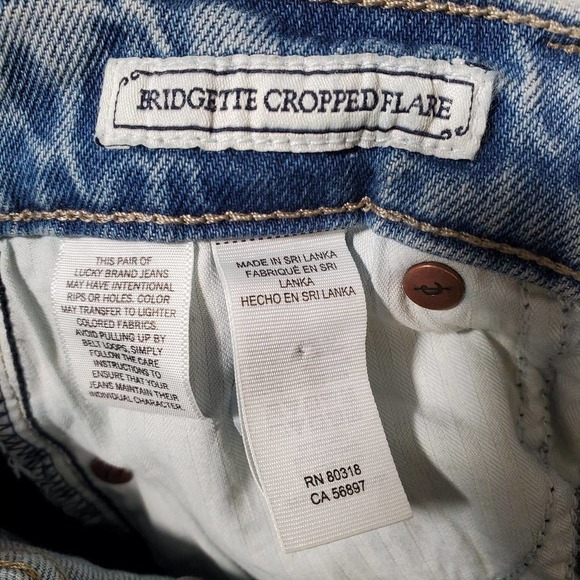 BRIDGETTE CROPPED FLARE
THIS PAIR OF
LUCKY BRAND JEANS
MAY HAVE INTENTIONAL
RIPS OR HOLES. COLOR
MAY TRANSFER TO LIGHTER
COLORED FABRICS.
AVOID PULLING UP BY
BELT LOOPS, SIMPLY
FOLLOW THE CARE
INSTRUCTIONS TO
ENSURE THAT YOUR
JEANS MAINTAIN THEIR
INDIVIDUAL CHARACTER.
MADE IN SRI LANKA
FABRIQUÉ EN SRI
LANKA
HECHO EN SRI LANKA
RN 80318
CA 56897